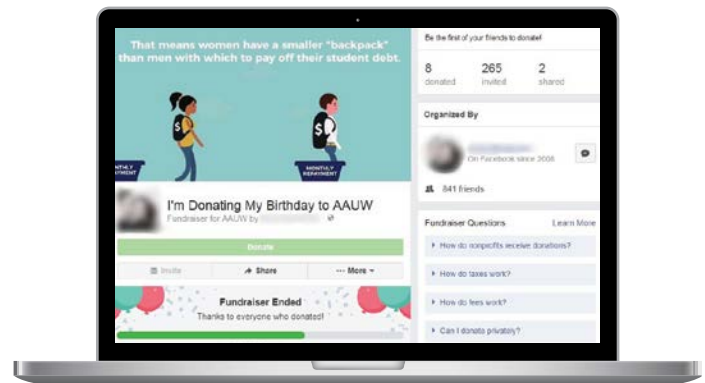 That means women have a smaller "backpack"
than men with which to pay off their student debt.
$
$
MONTHLY
REPAYMENT
I'm Donating My Birthday to AAUW
Fundraiser for AAUW by
Donate
Invite
Share
More
Fundraiser Ended
Thanks to everyone who donated!
Be the first of your friends to donate!
8 265 2
donated invited shared
Organized By
On Facebook since 2008
841 friends
Fundraiser Questions Learn More
How do nonprofits receive donations?
How do taxes work?
How do fees work?
Can I donate privately?